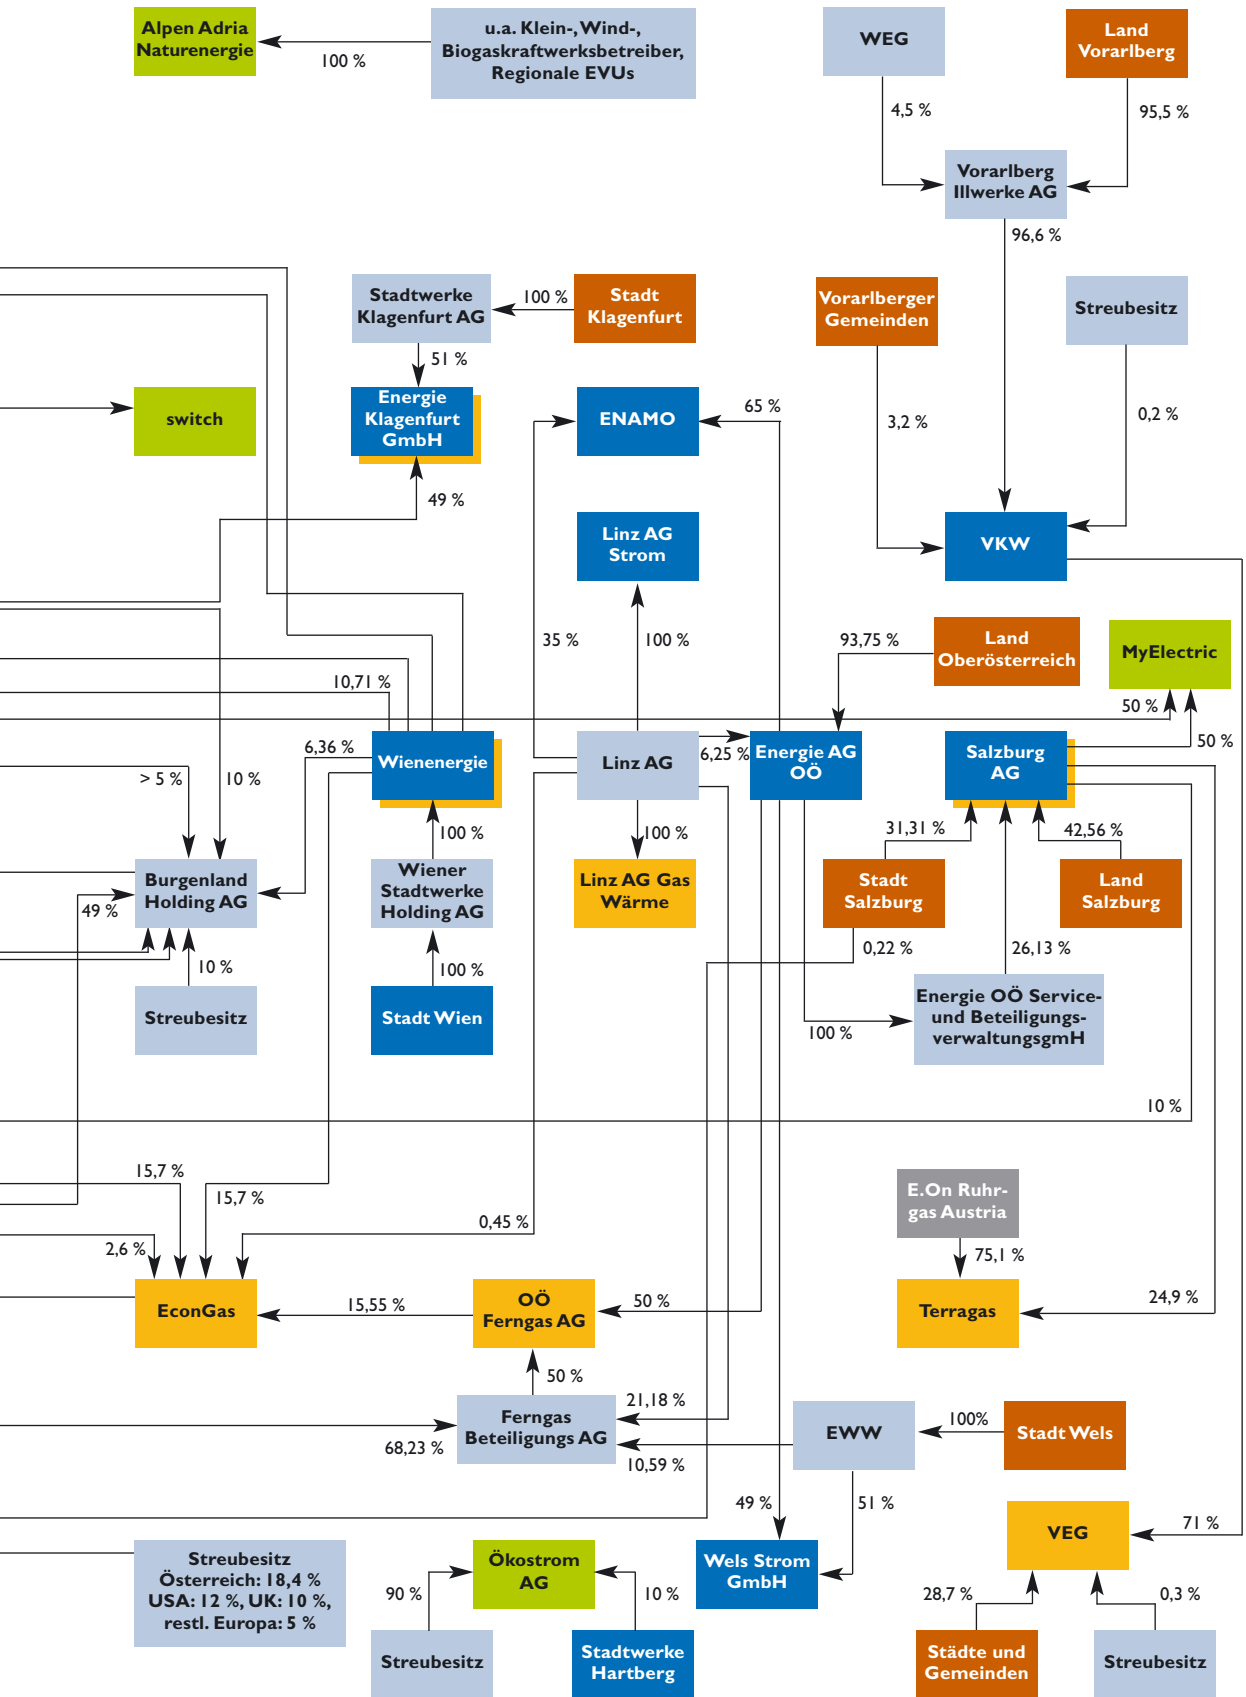 Alpen Adria
Naturenergie
100 %
u.a. Klein-, Wind-,
Biogaskraftwerksbetreiber,
Regionale EVUs
WEG
Land
Vorarlberg
4,5 %
95,5 %
Vorarlberg
Illwerke AG
96,6 %
Stadtwerke
Klagenfurt AG
100 %
Stadt
Klagenfurt
Vorarlberger
Gemeinden
Streubesitz
51 %
switch
Energie
Klagenfurt
GmbH
ENAMO
65 %
3,2 %
0,2 %
49 %
Linz AG
Strom
VKW
35 %
100 %
93,75 %
Land
Oberösterreich
MyElectric
10,71 %
50 %
50 %
6,36 %
> 5 %
10 %
Wienenergie
Linz AG
6,25 %
Energie AG
OÖ
Salzburg
AG
100 %
100 %
31,31 %
42,56 %
Burgenland
Holding AG
49 %
Wiener
Stadtwerke
Holding AG
Linz AG Gas
Wärme
Stadt
Salzburg
Land
Salzburg
10 %
100 %
0,22 %
26,13 %
Streubesitz
Stadt Wien
100 %
Energie OÖ Service-
und Beteiligungs-
verwaltungsgmH
10 %
15,7 %
15,7 %
0,45 %
2,6 %
E.On Ruhr-
gas Austria
75,1 %
EconGas
15,55 %
OÖ
Ferngas AG
50 %
Terragas
24,9 %
50 %
21,18 %
68,23 %
Ferngas
Beteiligungs AG
10,59 %
EWW
100%
Stadt Wels
49 %
51 %
VEG
71 %
Streubesitz
Österreich: 18,4 %
USA: 12 %, UK: 10 %,
restl. Europa: 5 %
Ökostrom
AG
Wels Strom
GmbH
90 %
10 %
28,7 %
0,3 %
Streubesitz
Stadtwerke
Hartberg
Städte und
Gemeinden
Streubesitz